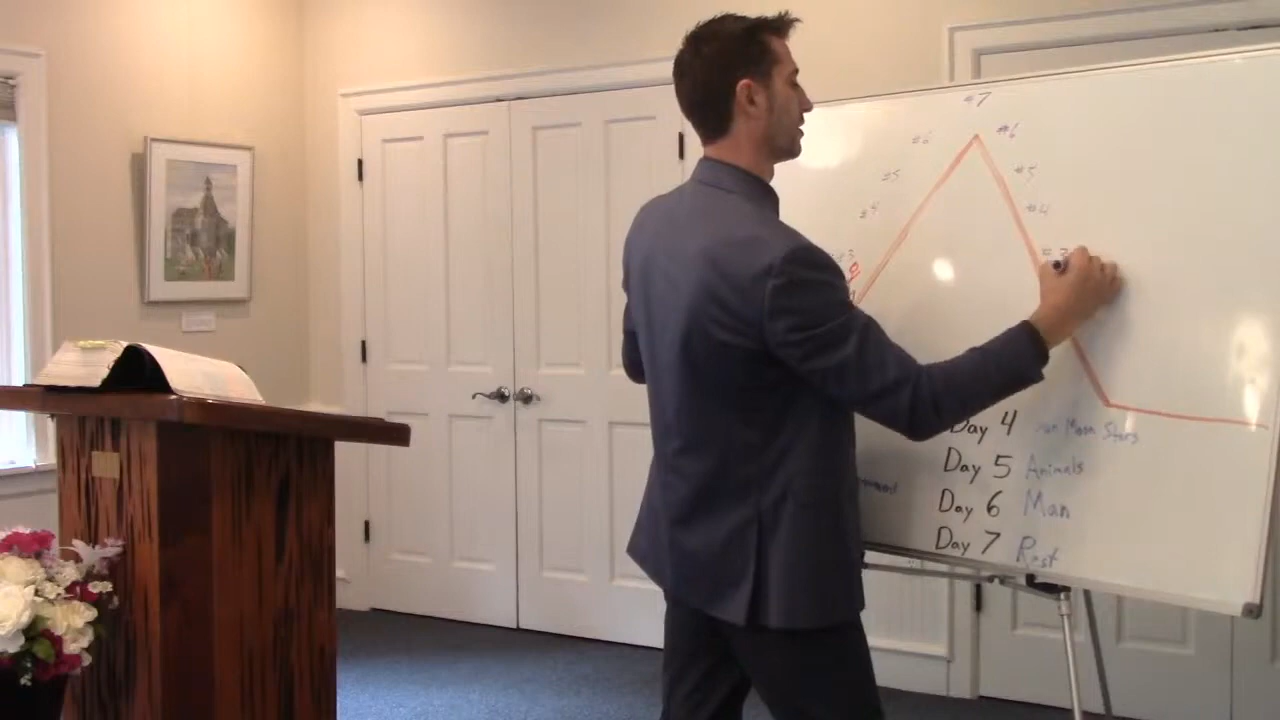 #7
#6 #6
#5 #5
#4 #4
#3
Day 4 Moon Stars
Day 5 Animals
Day 6 Man
Day 7 Rest